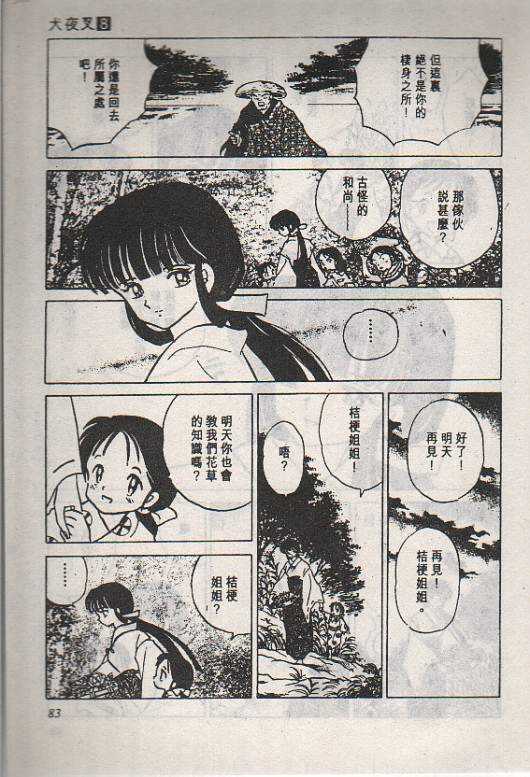 犬夜叉8
但這裏
絕不是你的
棲身之所！
你還是回去
所屬之處
吧！
那傢伙
說甚麼？
古怪的
和尚──
……
好了！
明天
再見！
再見！
桔梗姐姐。
桔梗姐姐！
唔？
明天你也會
教我們花草
的知識嗎？
桔梗
姐姐？
……
83